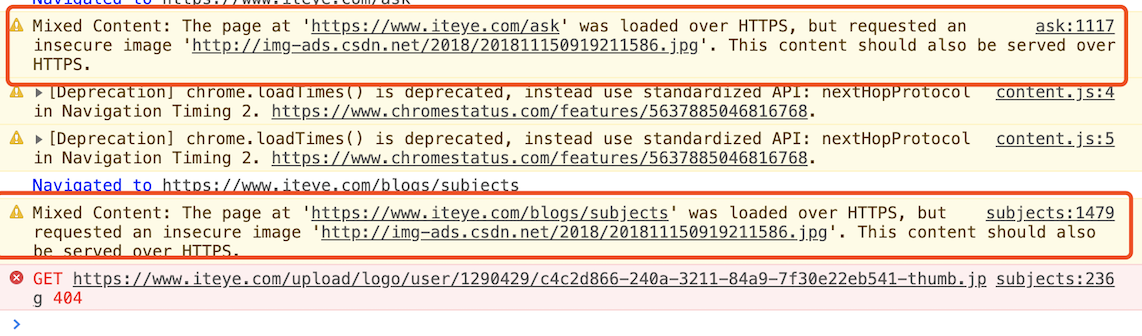 Navigated to https://www.iteye.com/ask
Mixed Content: The page at 'https://www.iteye.com/ask' was loaded over HTTPS, but requested an ask:1117
insecure image 'http://img-ads.csdn.net/2018/201811150919211586.jpg'. This content should also be served over
HTTPS.
[Deprecation] chrome.loadTimes() is deprecated, instead use standardized API: nextHopProtocol content.js:4
in Navigation Timing 2. https://www.chromestatus.com/features/5637885046816768.
[Deprecation] chrome.loadTimes() is deprecated, instead use standardized API: nextHopProtocol content.js:5
in Navigation Timing 2. https://www.chromestatus.com/features/5637885046816768.
Navigated to https://www.iteye.com/blogs/subjects
Mixed Content: The page at 'https://www.iteye.com/blogs/subjects' was loaded over HTTPS, but subjects:1479
requested an insecure image 'http://img-ads.csdn.net/2018/201811150919211586.jpg'. This content should also
be served over HTTPS.
GET https://www.iteye.com/upload/logo/user/1290429/c4c2d866-240a-3211-84a9-7f30e22eb541-thumb.jp subjects:236
g 404